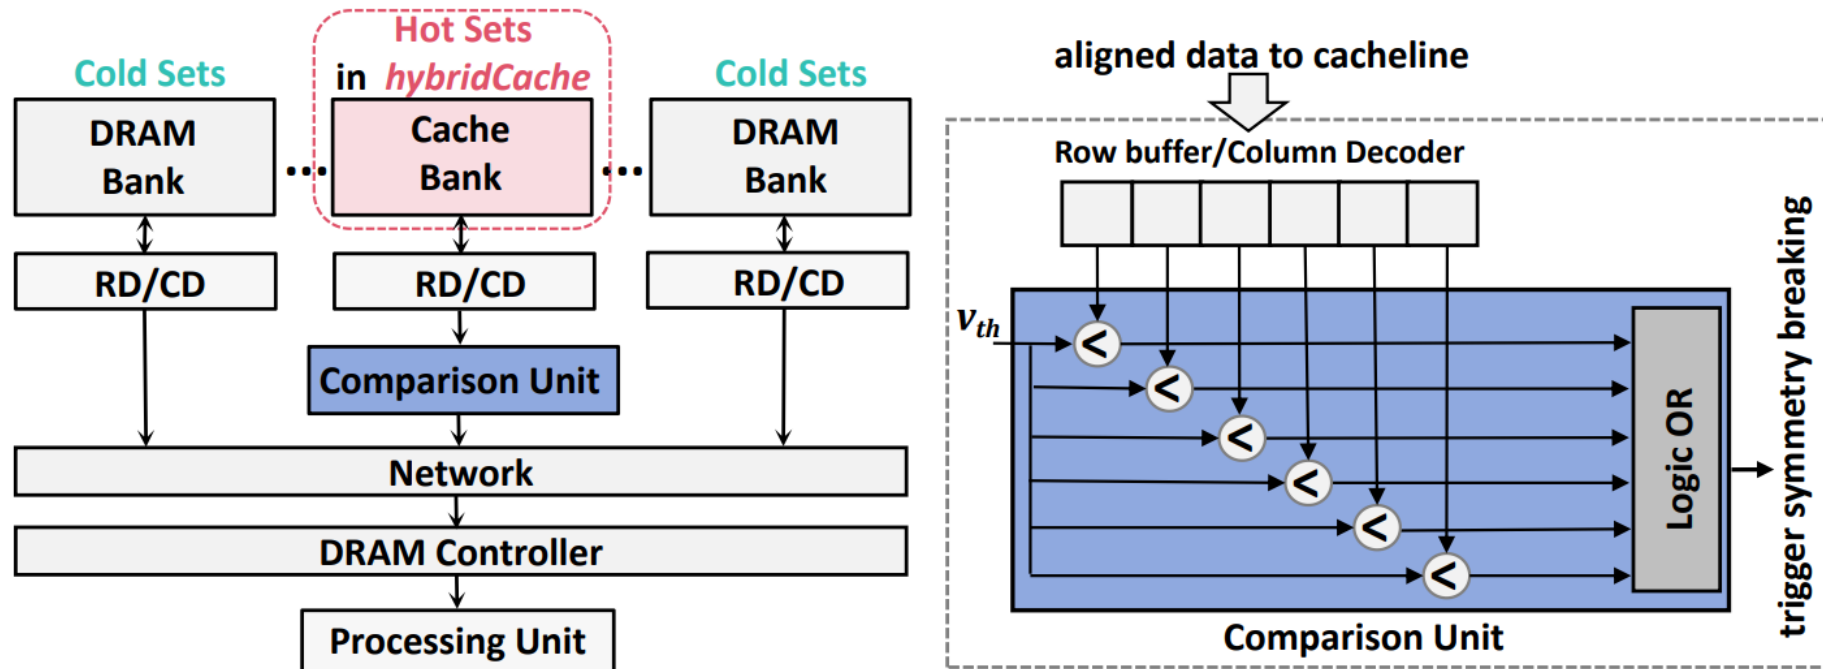 Hot Sets
in hybridCache
Cold Sets
Cold Sets
DRAM
Bank
...
Cache
Bank
...
DRAM
Bank
RD/CD
RD/CD
RD/CD
Comparison Unit
Network
DRAM Controller
Processing Unit
aligned data to cacheline
Row buffer/Column Decoder
v_th
<
<
<
<
<
<
Logic OR
trigger symmetry breaking
Comparison Unit